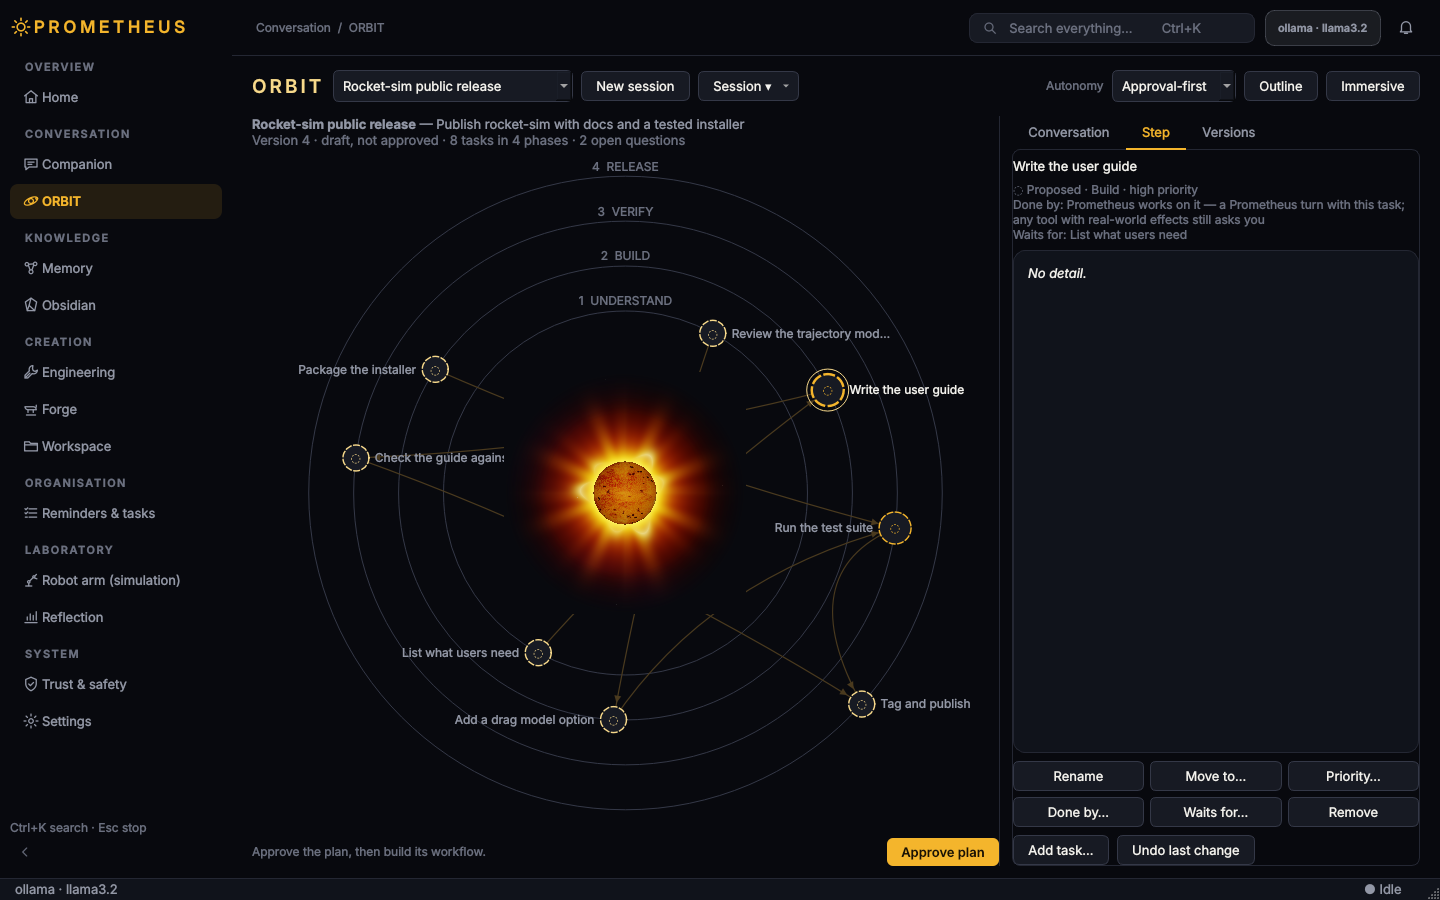 PROMETHEUS
Conversation / ORBIT
Search everything... Ctrl+K
ollama · llama3.2
OVERVIEW
Home
CONVERSATION
Companion
ORBIT
KNOWLEDGE
Memory
Obsidian
CREATION
Engineering
Forge
Workspace
ORGANISATION
Reminders & tasks
LABORATORY
Robot arm (simulation)
Reflection
SYSTEM
Trust & safety
Settings
Ctrl+K search · Esc stop
ORBIT
Rocket-sim public release
New session
Session ▾
Autonomy
Approval-first
Outline
Immersive
Rocket-sim public release — Publish rocket-sim with docs and a tested installer
Version 4 · draft, not approved · 8 tasks in 4 phases · 2 open questions
4 RELEASE
3 VERIFY
2 BUILD
1 UNDERSTAND
Review the trajectory mod...
Package the installer
Write the user guide
Check the guide agains
Run the test suite
List what users need
Tag and publish
Add a drag model option
Approve the plan, then build its workflow.
Approve plan
Conversation Step Versions
Write the user guide
Proposed · Build · high priority
Done by: Prometheus works on it — a Prometheus turn with this task;
any tool with real-world effects still asks you
Waits for: List what users need
No detail.
Rename Move to... Priority...
Done by... Waits for... Remove
Add task... Undo last change
ollama · llama3.2
Idle